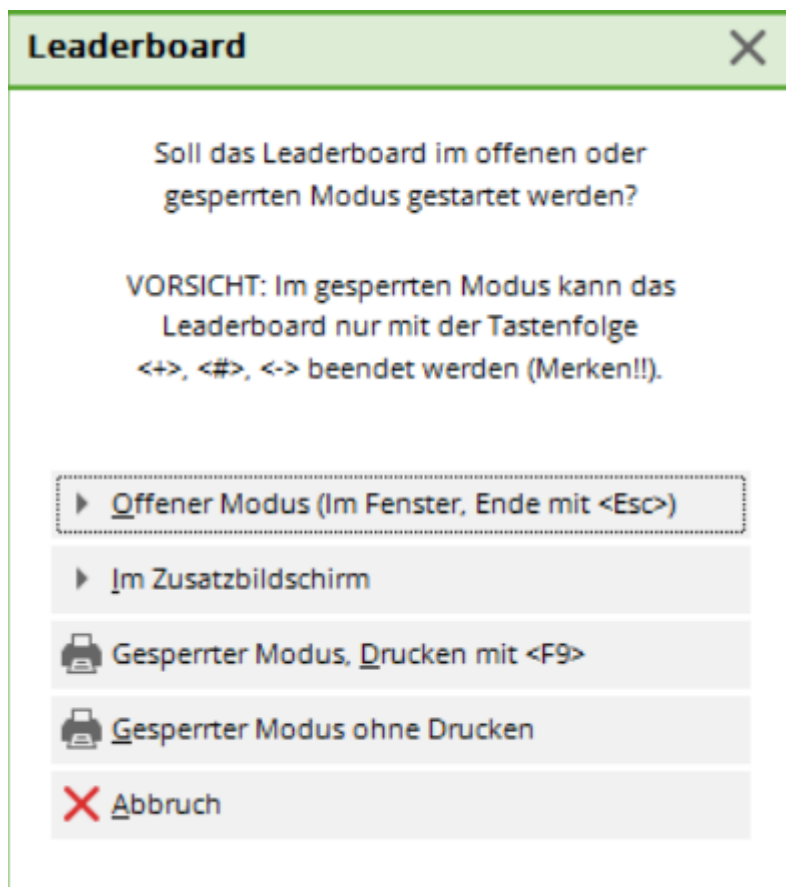 Leaderboard
Soll das Leaderboard im offenen oder
gesperrten Modus gestartet werden?
VORSICHT: Im gesperrten Modus kann das
Leaderboard nur mit der Tastenfolge
<+>, <#>, <-> beendet werden (Merken!!).
Offener Modus (Im Fenster, Ende mit <Esc>)
Im Zusatzbildschirm
Gesperrter Modus, Drucken mit <F9>
Gesperrter Modus ohne Drucken
Abbruch